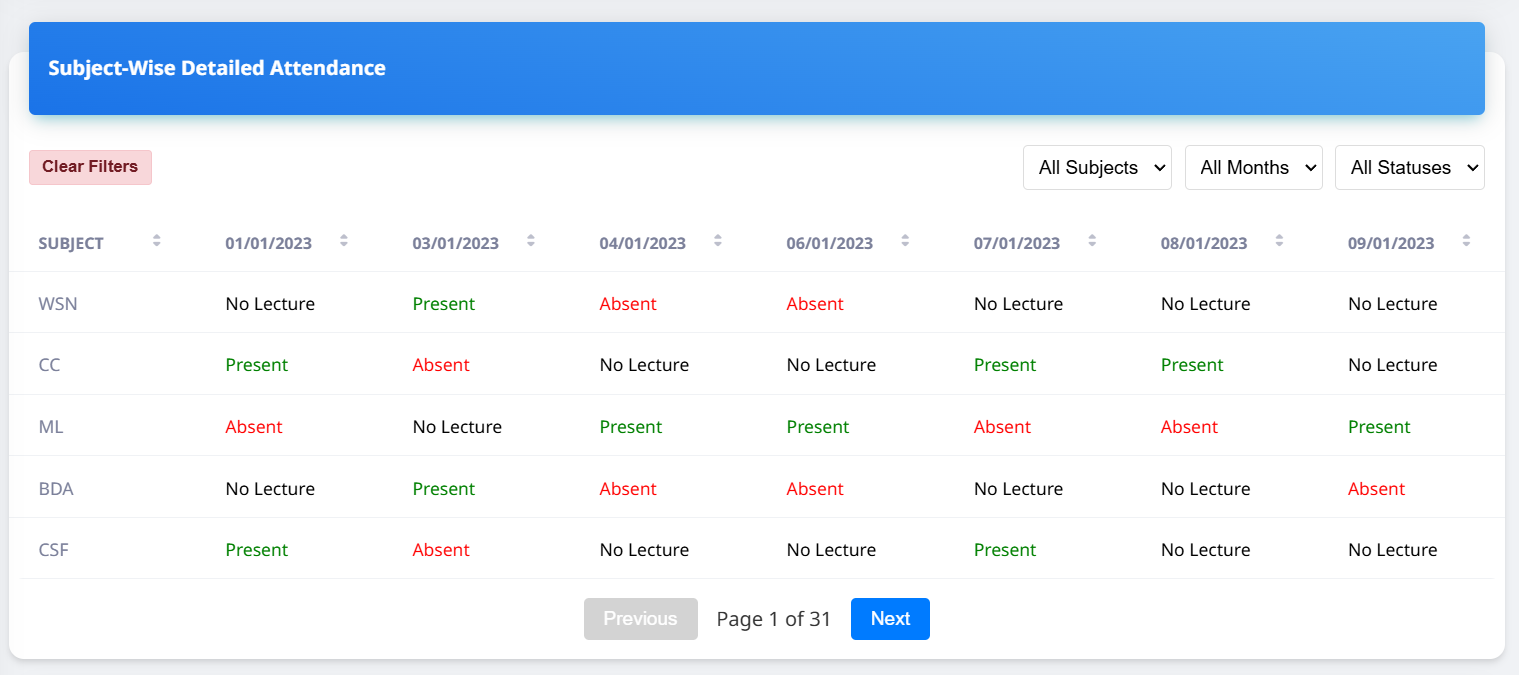 Subject-Wise Detailed Attendance
Clear Filters All Subjects All Months All Statuses
SUBJECT 01/01/2023 03/01/2023 04/01/2023 06/01/2023 07/01/2023 08/01/2023 09/01/2023
WSN No Lecture Present Absent Absent No Lecture No Lecture No Lecture
CC Present Absent No Lecture No Lecture Present Present No Lecture
ML Absent No Lecture Present Present Absent Absent Present
BDA No Lecture Present Absent Absent No Lecture No Lecture Absent
CSF Present Absent No Lecture No Lecture Present No Lecture No Lecture
Previous Page 1 of 31 Next